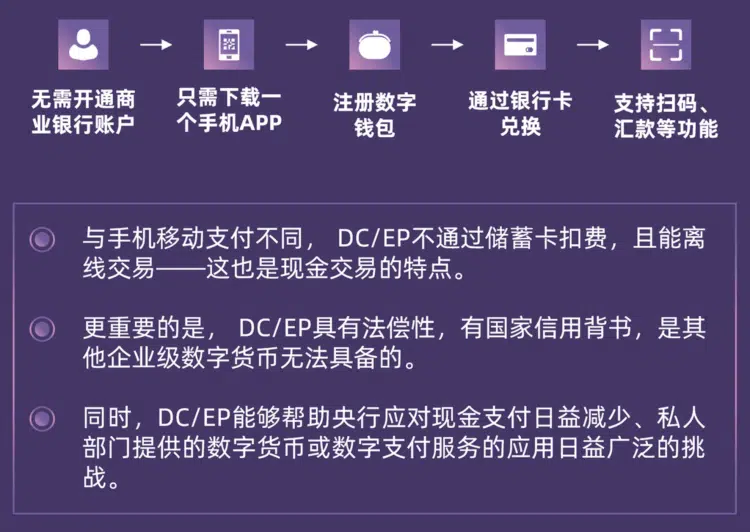 无需开通商
业银行账户
只需下载一
个手机APP
注册数字
钱包
通过银行卡
兑换
支持扫码、
汇款等功能
与手机移动支付不同， DC/EP不通过储蓄卡扣费，且能离
线交易——这也是现金交易的特点。
更重要的是， DC/EP具有法偿性，有国家信用背书，是其
他企业级数字货币无法具备的。
同时，DC/EP能够帮助央行应对现金支付日益减少、私人
部门提供的数字货币或数字支付服务的应用日益广泛的挑
战。